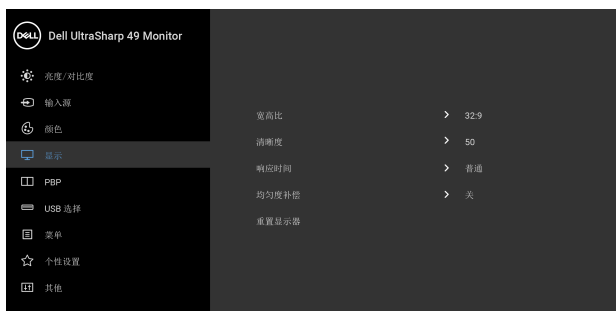 DELL Dell UltraSharp 49 Monitor
亮度/对比度
输入源
颜色
显示
PBP
USB 选择
菜单
个性设置
其他
宽高比 32:9
清晰度 50
响应时间 普通
均匀度补偿 关
重置显示器